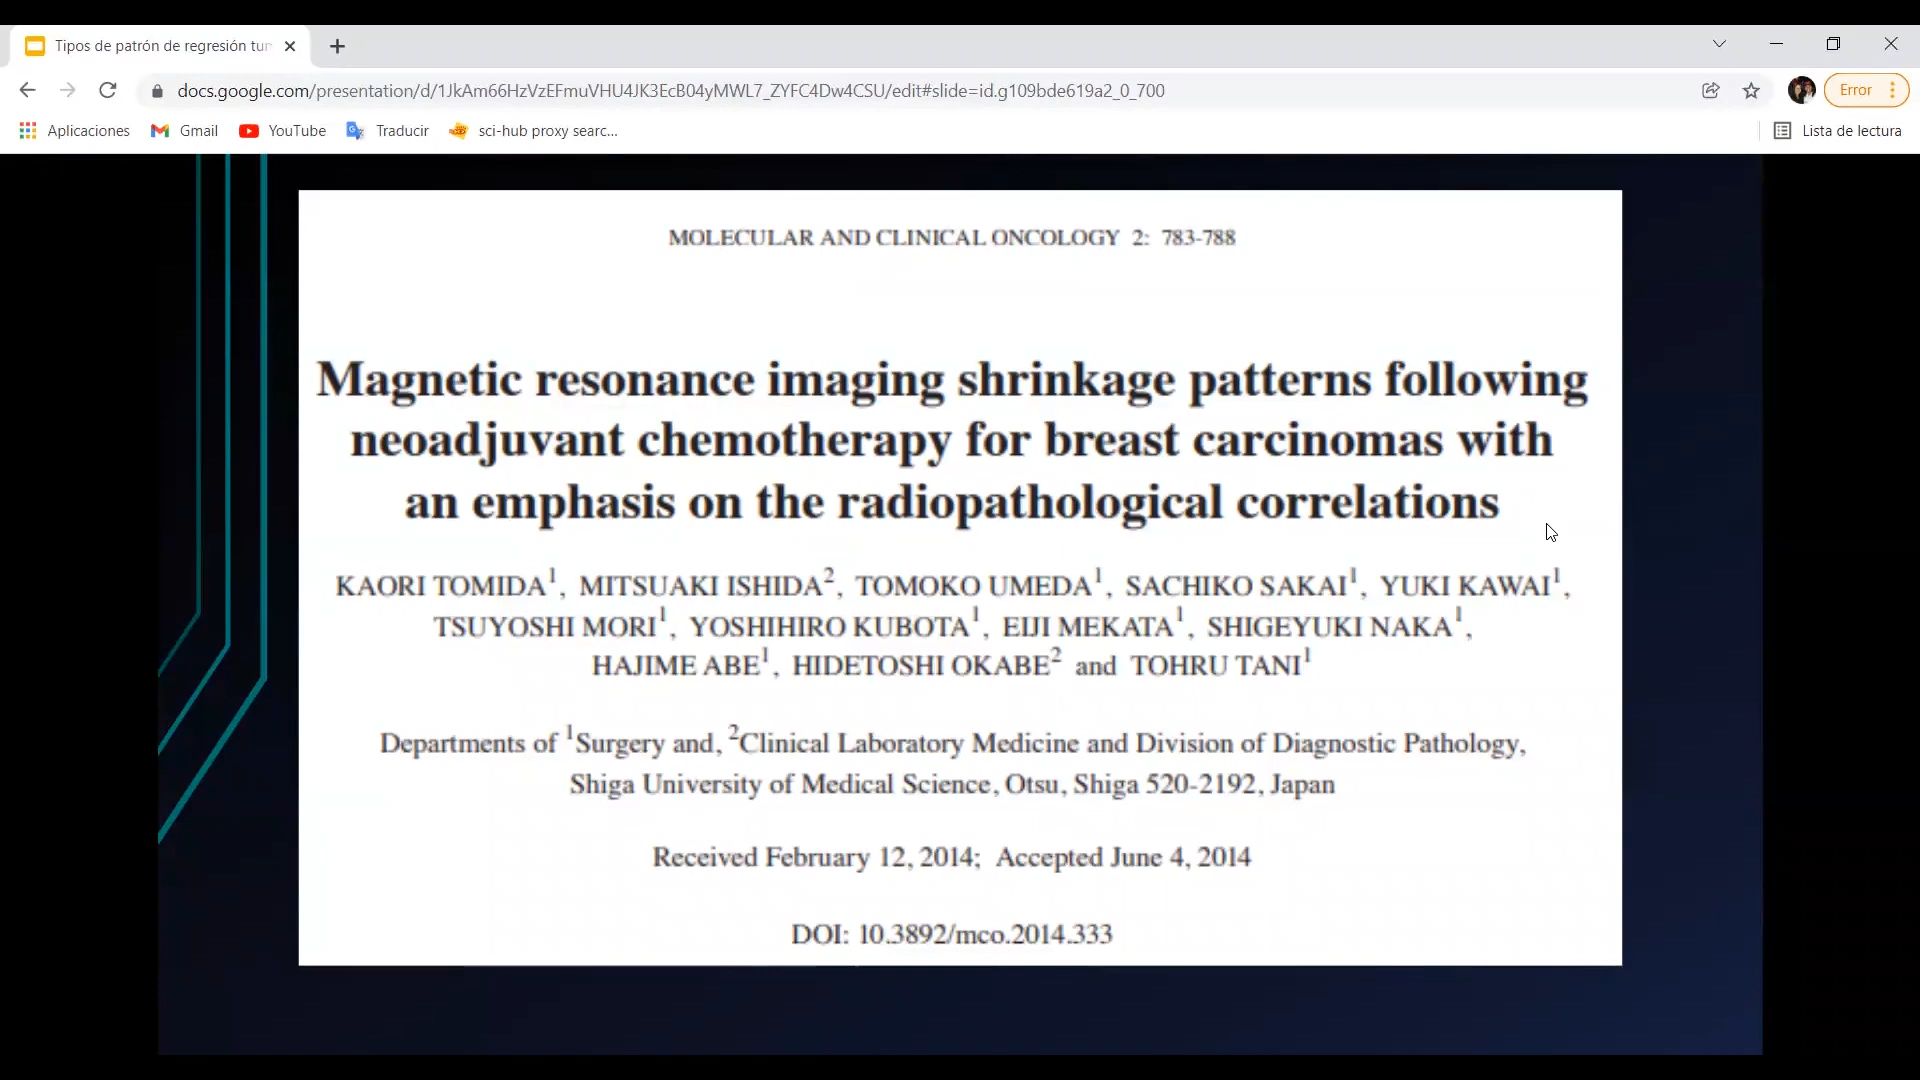 Tipos de patrón de regresión tur
docs.google.com/presentation/d/1JkAm66HzVzEFmuVHU4JK3EcB04yMWL7_ZYFC4Dw4CSU/edit#slide=id.g109bde619a2_0_700
Error
Aplicaciones
Gmail
YouTube
Traducir
sci-hub proxy searc...
Lista de lectura
MOLECULAR AND CLINICAL ONCOLOGY 2: 783-788
Magnetic resonance imaging shrinkage patterns following
neoadjuvant chemotherapy for breast carcinomas with
an emphasis on the radiopathological correlations
KAORI TOMIDA¹, MITSUAKI ISHIDA², TOMOKO UMEDA¹, SACHIKO SAKAI¹, YUKI KAWAI¹,
TSUYOSHI MORI¹, YOSHIHIRO KUBOTA¹, EIJI MEKATA¹, SHIGEYUKI NAKA¹,
HAJIME ABE¹, HIDETOSHI OKABE² and TOHRU TANI¹
Departments of ¹Surgery and, ²Clinical Laboratory Medicine and Division of Diagnostic Pathology,
Shiga University of Medical Science, Otsu, Shiga 520-2192, Japan
Received February 12, 2014; Accepted June 4, 2014
DOI: 10.3892/mco.2014.333